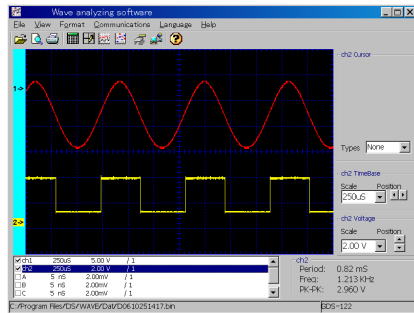 Wave analyzing software
File View Format Communications Language Help
ch2 Cursor
1->
Types None
ch2 TimeBase
Scale Position
250uS
ch2 Voltage
2->
Scale
2.00 V
ch1 250uS 5.00 V / 1
ch2 250uS 2.00 V / 1
A 5 nS 2.00mV / 1
B 5 nS 2.00mV / 1
C 5 nS 2.00mV / 1
ch2
Period: 0.82 mS
Freq: 1.213 kHz
PK-PK: 2.960 V
C:/Program Files/DS/WAVE/Dat/D0610251417.bin
GDS-122